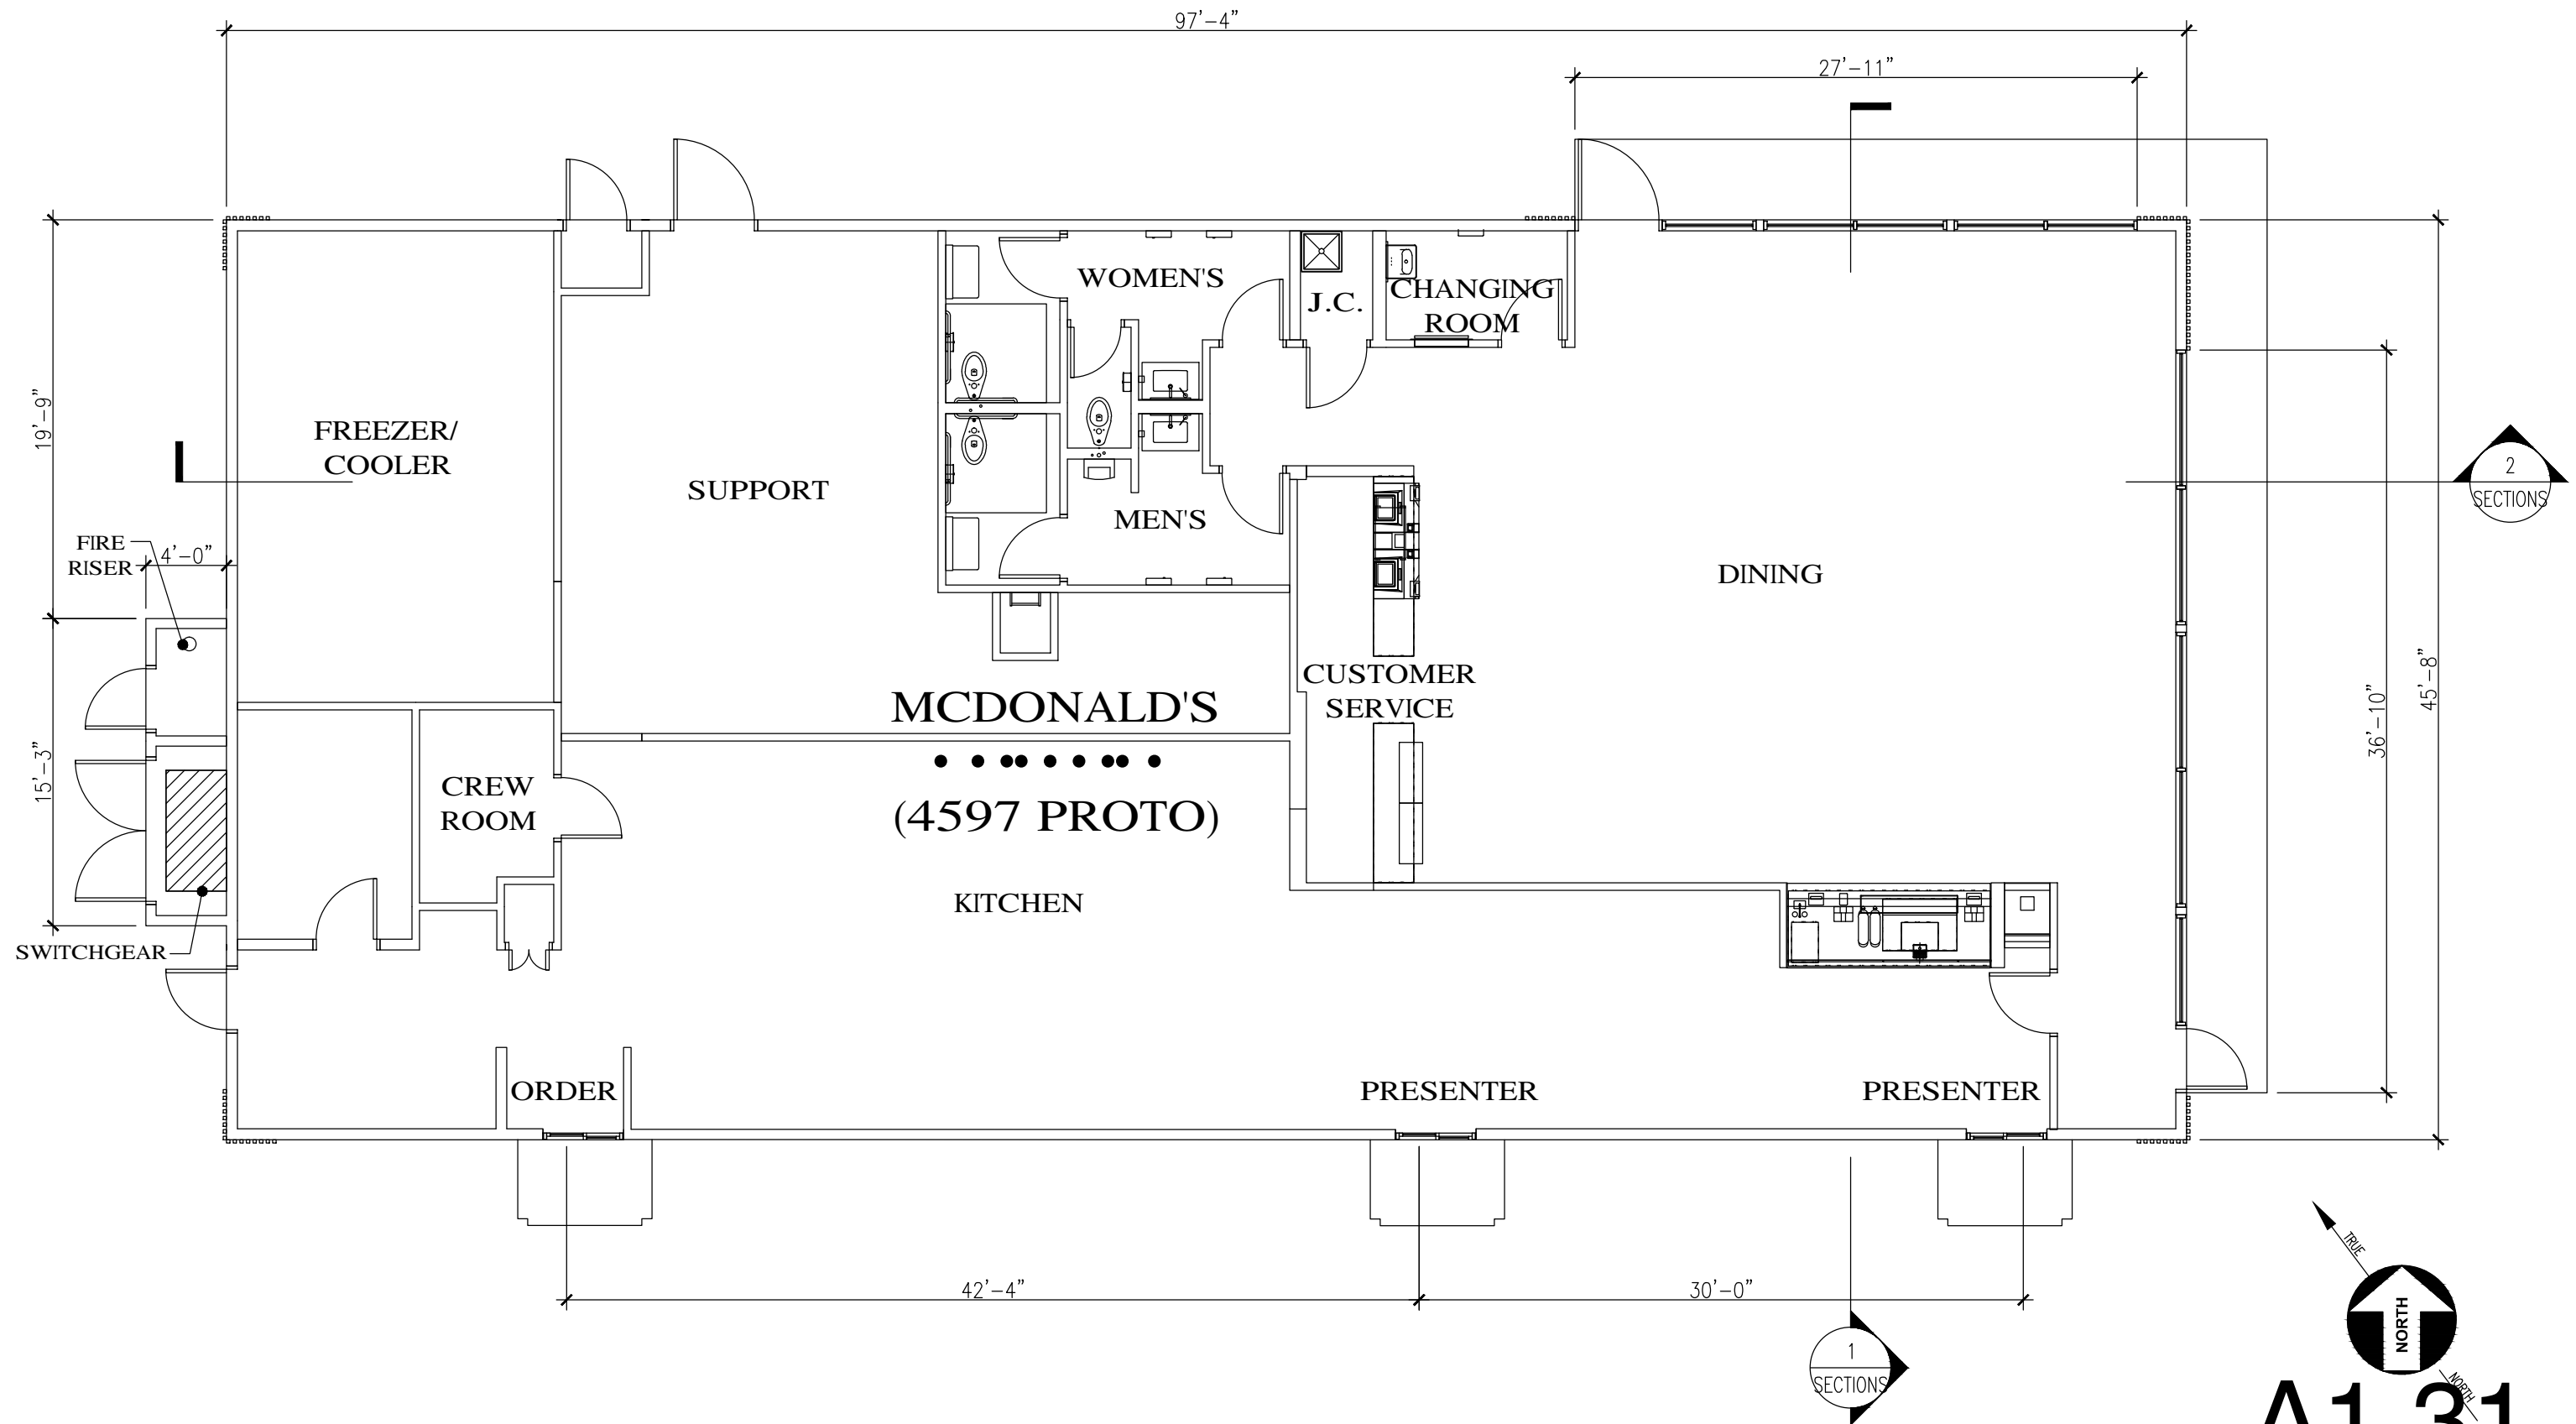 97'-4"
27'-11"
WOMEN'S
J.C.
CHANGING
ROOM
19'-9"
FREEZER/
COOLER
SUPPORT
MEN'S
2
SECTIONS
FIRE
RISER
4'-0"
DINING
MCDONALD'S
CUSTOMER
SERVICE
45'-8"
36'-10"
15'-3"
CREW
ROOM
(4597 PROTO)
KITCHEN
SWITCHGEAR
ORDER
PRESENTER
PRESENTER
42'-4"
30'-0"
TRUE
NORTH
1
SECTIONS
NORTH
A1.31